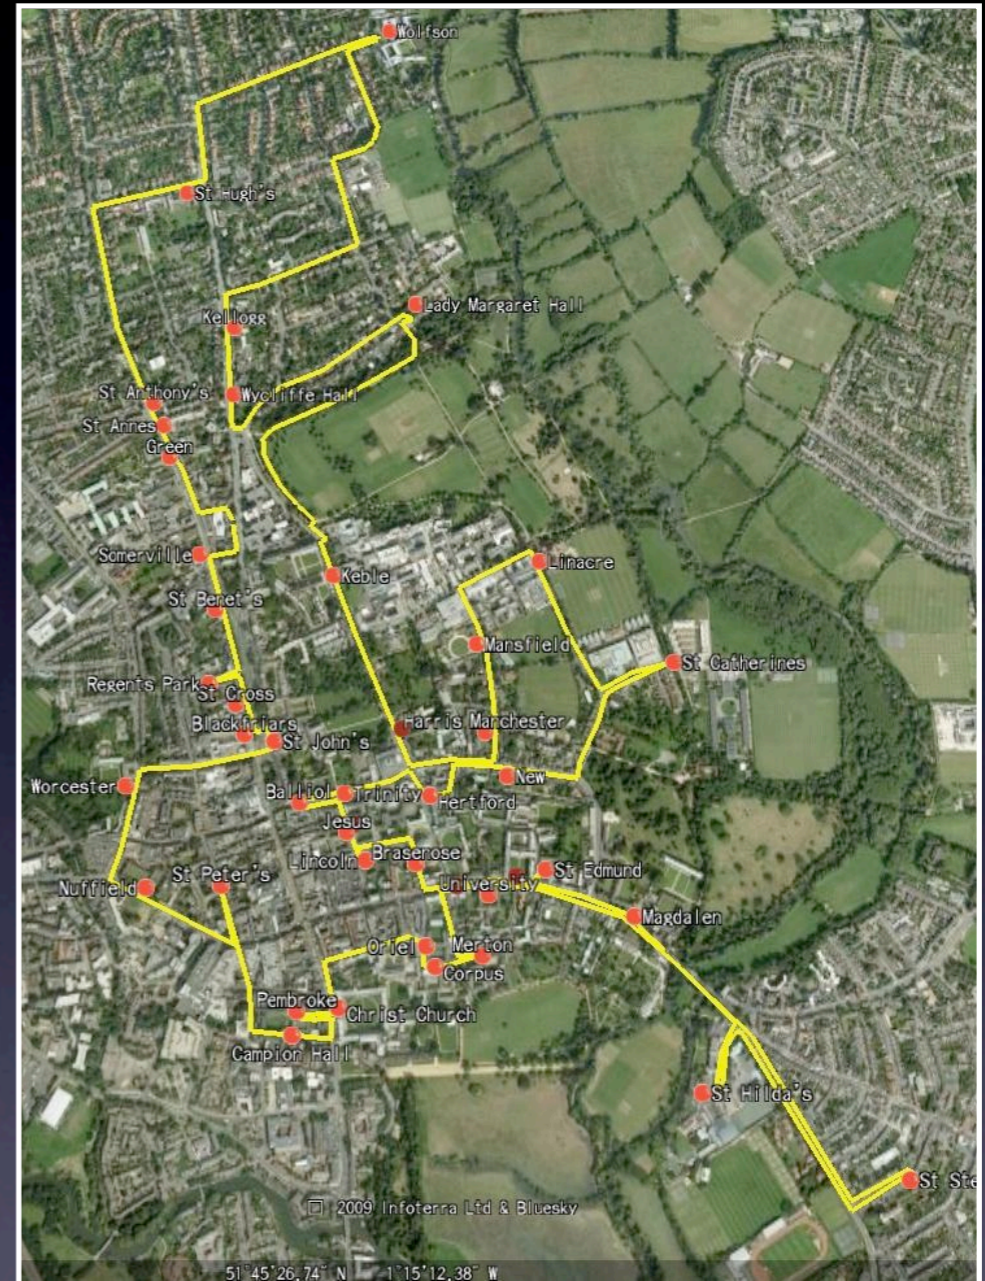 Wolfson
St Hugh's
Lady Margaret Hall
Kellogg
Wycliffe Hall
St Anthony's
St Annes
Green
Somerville
Keble
Linacre
St Benet's
Mansfield
St Catherines
Regents Park
St Cross
Harris Manchester
Blackfriars
St John's
New
Worcester
Balliol
Trinity
Hertford
Jesus
Lincoln
Brasenose
St Peter's
St Edmund
Nuffield
University
Magdalen
Oriel
Merton
Corpus
Pembroke
Christ Church
Campion Hall
St Hilda's
St Ste
© 2009 Infoterra Ltd & Bluesky
51°45'26.74" N 1°15'12.38" W